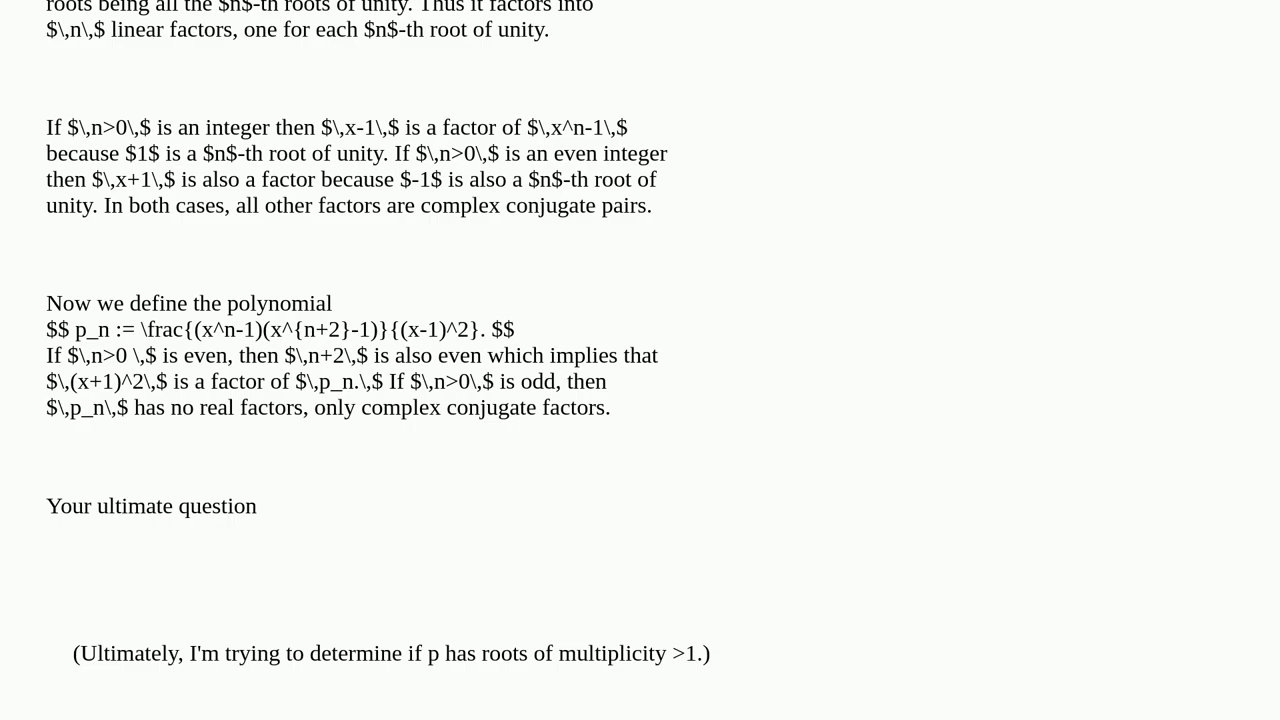 roots being all the $n$-th roots of unity. Thus it factors into
$\,n\,$ linear factors, one for each $n$-th root of unity.
If $\,n>0\,$ is an integer then $\,x-1\,$ is a factor of $\,x^n-1\,$
because $1$ is a $n$-th root of unity. If $\,n>0\,$ is an even integer
then $\,x+1\,$ is also a factor because $-1$ is also a $n$-th root of
unity. In both cases, all other factors are complex conjugate pairs.
Now we define the polynomial
$$ p_n := \frac{(x^n-1)(x^{n+2}-1)}{(x-1)^2}. $$
If $\,n>0 \,$ is even, then $\,n+2\,$ is also even which implies that
$\,(x+1)^2\,$ is a factor of $\,p_n.\,$ If $\,n>0\,$ is odd, then
$\,p_n\,$ has no real factors, only complex conjugate factors.
Your ultimate question
(Ultimately, I'm trying to determine if p has roots of multiplicity >1.)